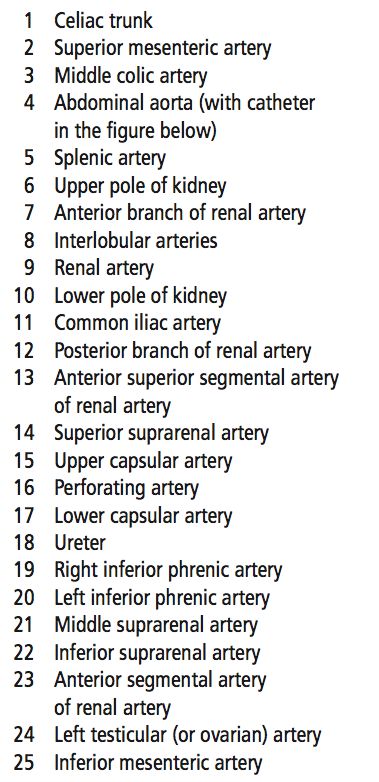 1 Celiac trunk
2 Superior mesenteric artery
3 Middle colic artery
4 Abdominal aorta (with catheter
in the figure below)
5 Splenic artery
6 Upper pole of kidney
7 Anterior branch of renal artery
8 Interlobular arteries
9 Renal artery
10 Lower pole of kidney
11 Common iliac artery
12 Posterior branch of renal artery
13 Anterior superior segmental artery
of renal artery
14 Superior suprarenal artery
15 Upper capsular artery
16 Perforating artery
17 Lower capsular artery
18 Ureter
19 Right inferior phrenic artery
20 Left inferior phrenic artery
21 Middle suprarenal artery
22 Inferior suprarenal artery
23 Anterior segmental artery
of renal artery
24 Left testicular (or ovarian) artery
25 Inferior mesenteric artery